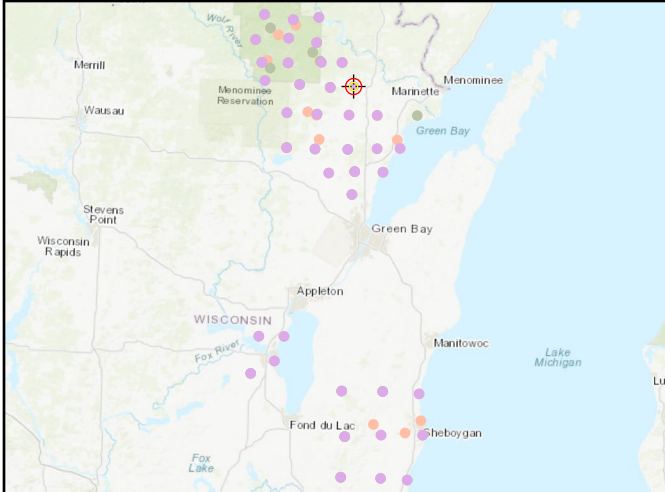 Wolf River
Merrill
Menominee
Menominee
Reservation
Marinette
Wausau
Green Bay
Stevens
Point
Green Bay
Wisconsin
Rapids
Appleton
WISCONSIN
Fox River
Manitowoc
Lake
Michigan
Lu
Fond du Lac
Sheboygan
Fox
Lake